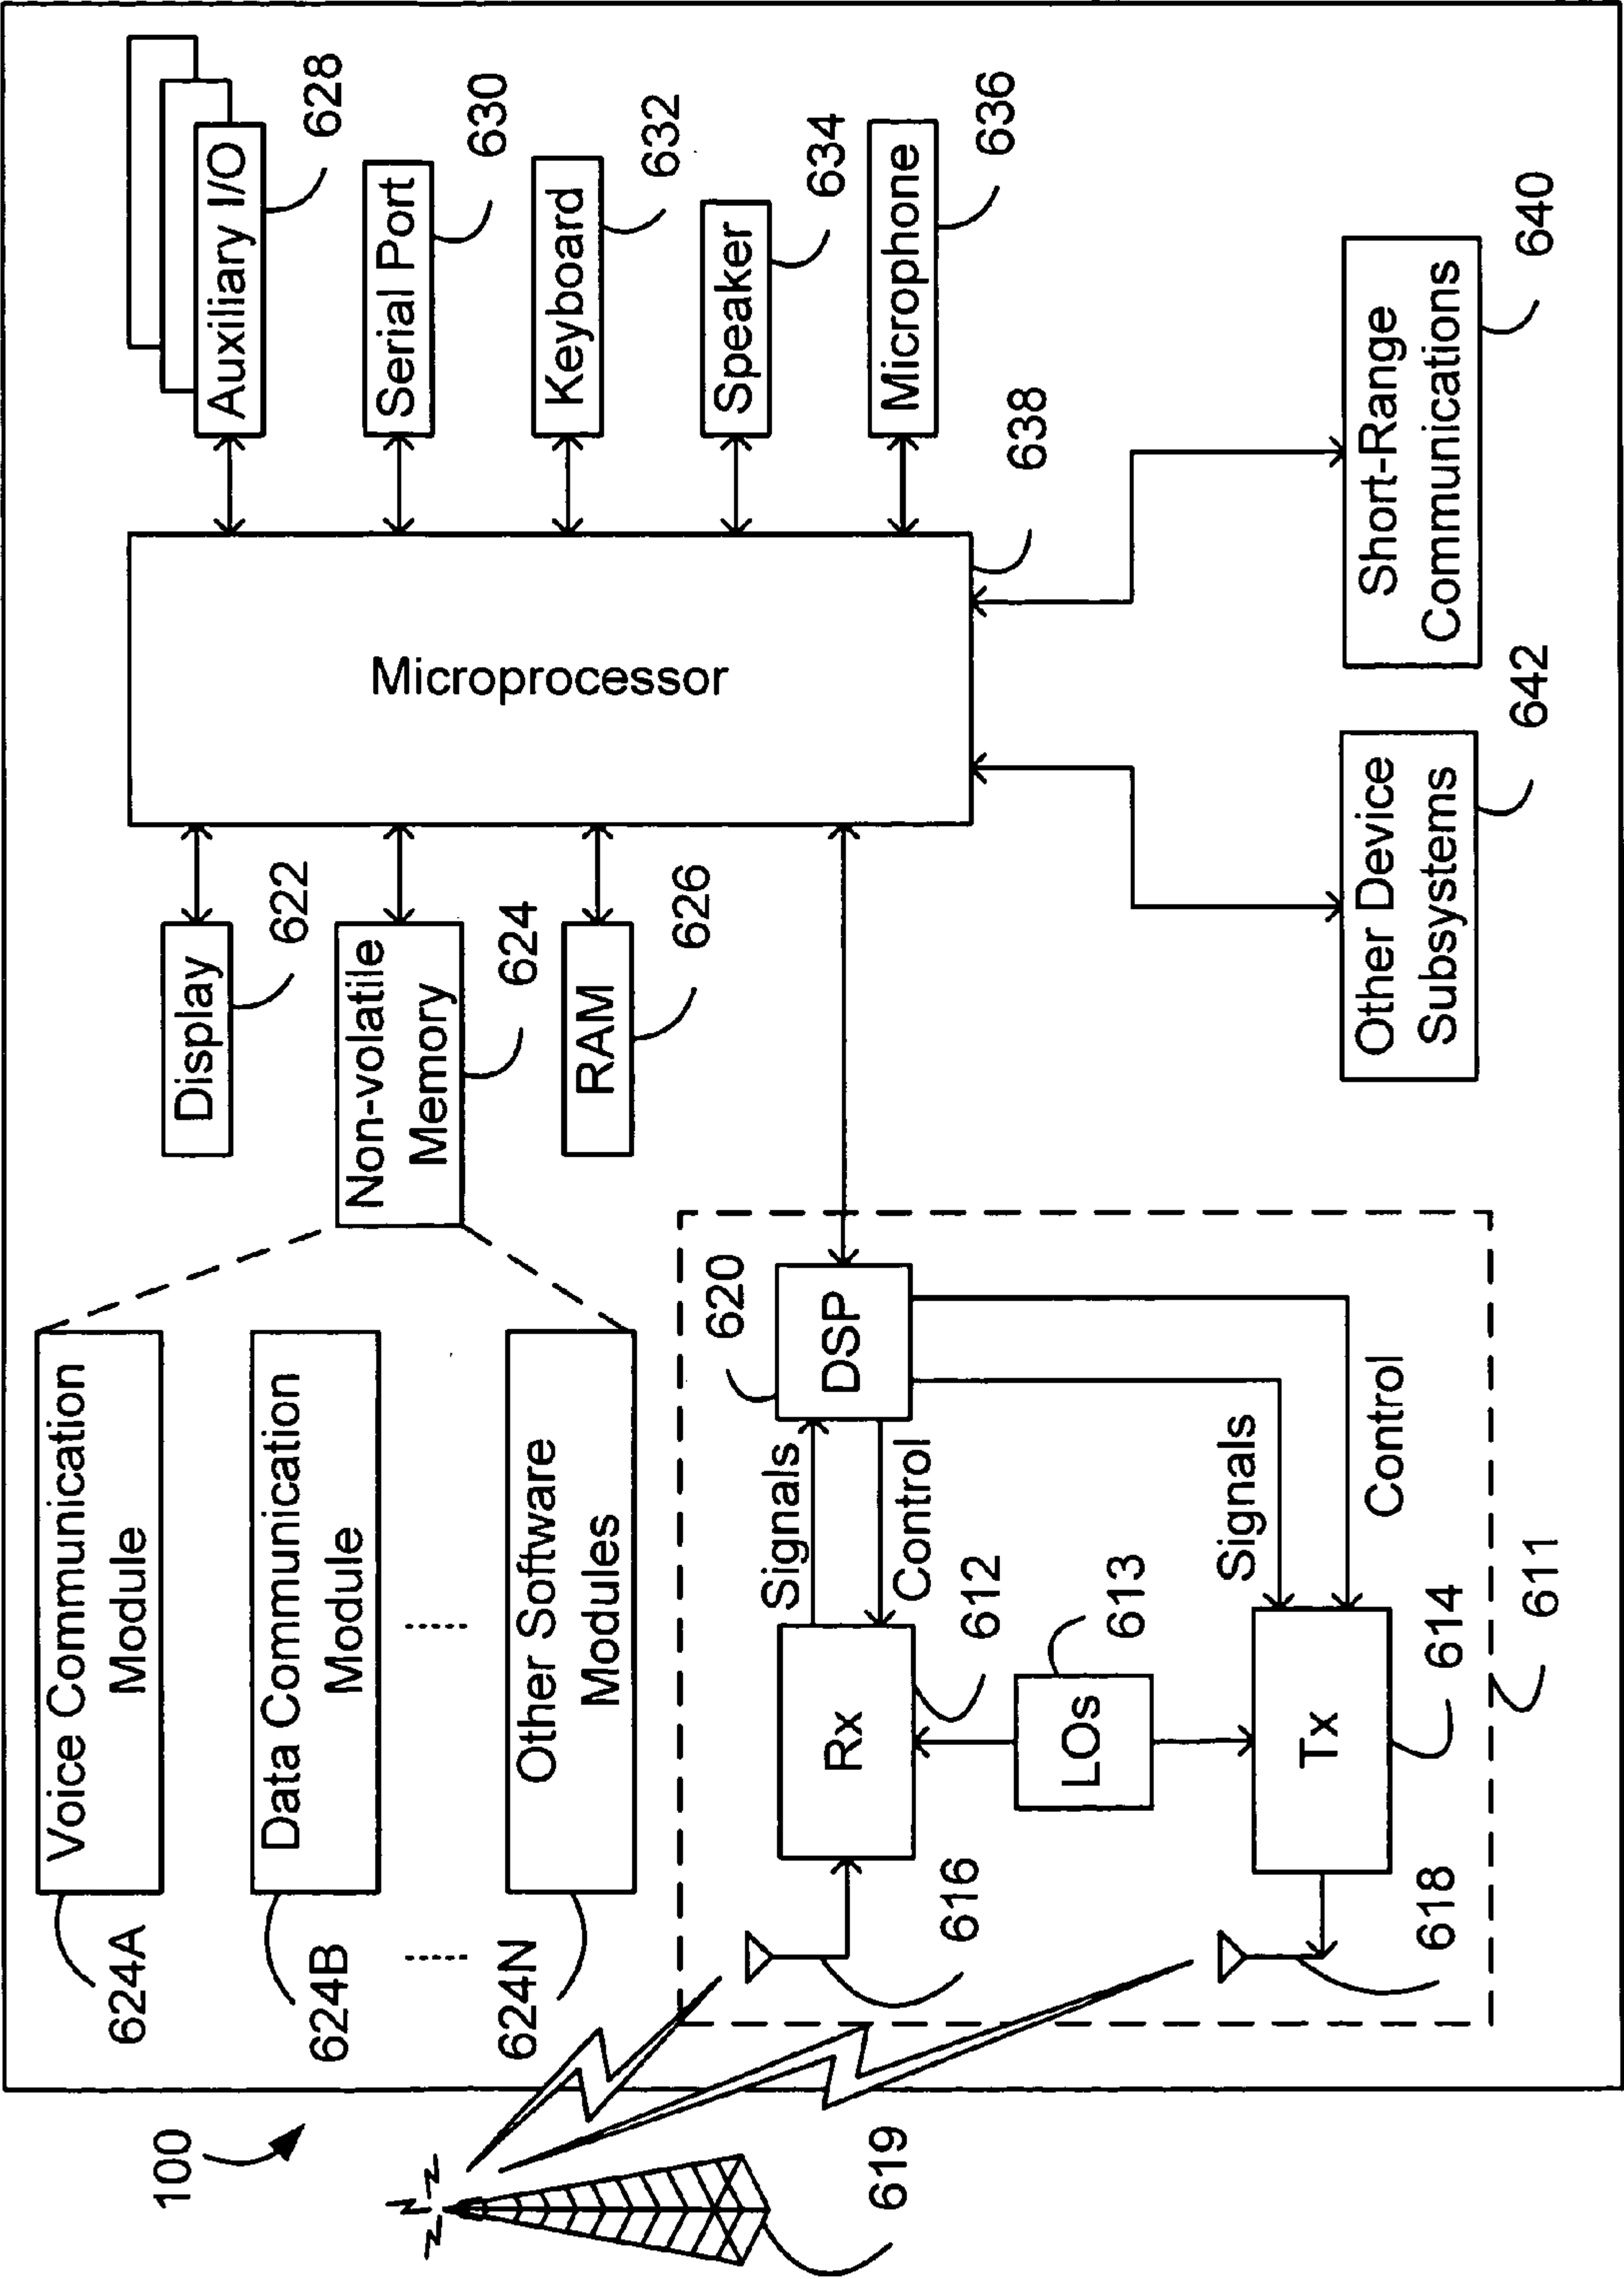 100
Voice Communication
Module
624A
Data Communication
Module
624B
Other Software
Modules
624N
Display
622
Non-volatile
Memory
624
RAM
626
Microprocessor
638
Auxiliary I/O
628
Serial Port
630
Keyboard
632
Speaker
634
Microphone
636
Short-Range
Communications
640
Other Device
Subsystems
642
DSP
620
Signals
Control
Rx
612
LOs
613
Signals
Control
Tx
614
611
616
618
619